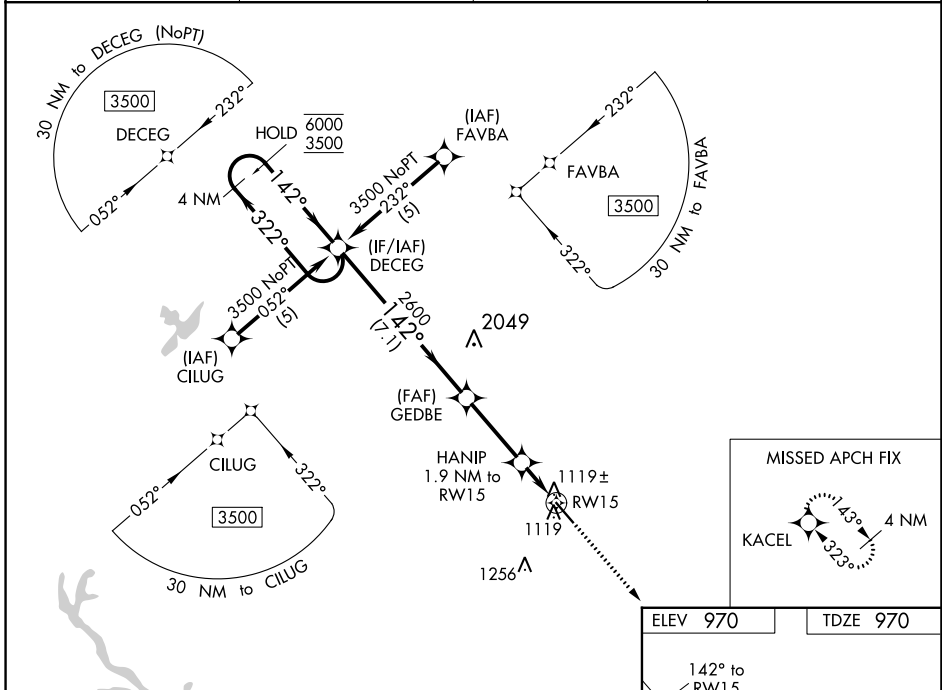 30 NM to DECEG (NoPT)
3500
232°
DECEG
052°
HOLD
6000
3500
4 NM
142°
322°
(IAF)
FAVBA
3500 NoPT
232°
(5)
(IF/IAF)
DECEG
3500 NoPT
052°
(5)
(IAF)
CILUG
232°
FAVBA
3500
322°
30 NM to FAVBA
2600
142°
(7.1)
2049
(FAF)
GEDBE
HANIP
1.9 NM to
RW15
1119±
RW15
1119
1256
CILUG
052°
322°
3500
30 NM to CILUG
MISSED APCH FIX
KACEL
143°
323°
4 NM
ELEV 970
TDZE 970
142° to
RW15